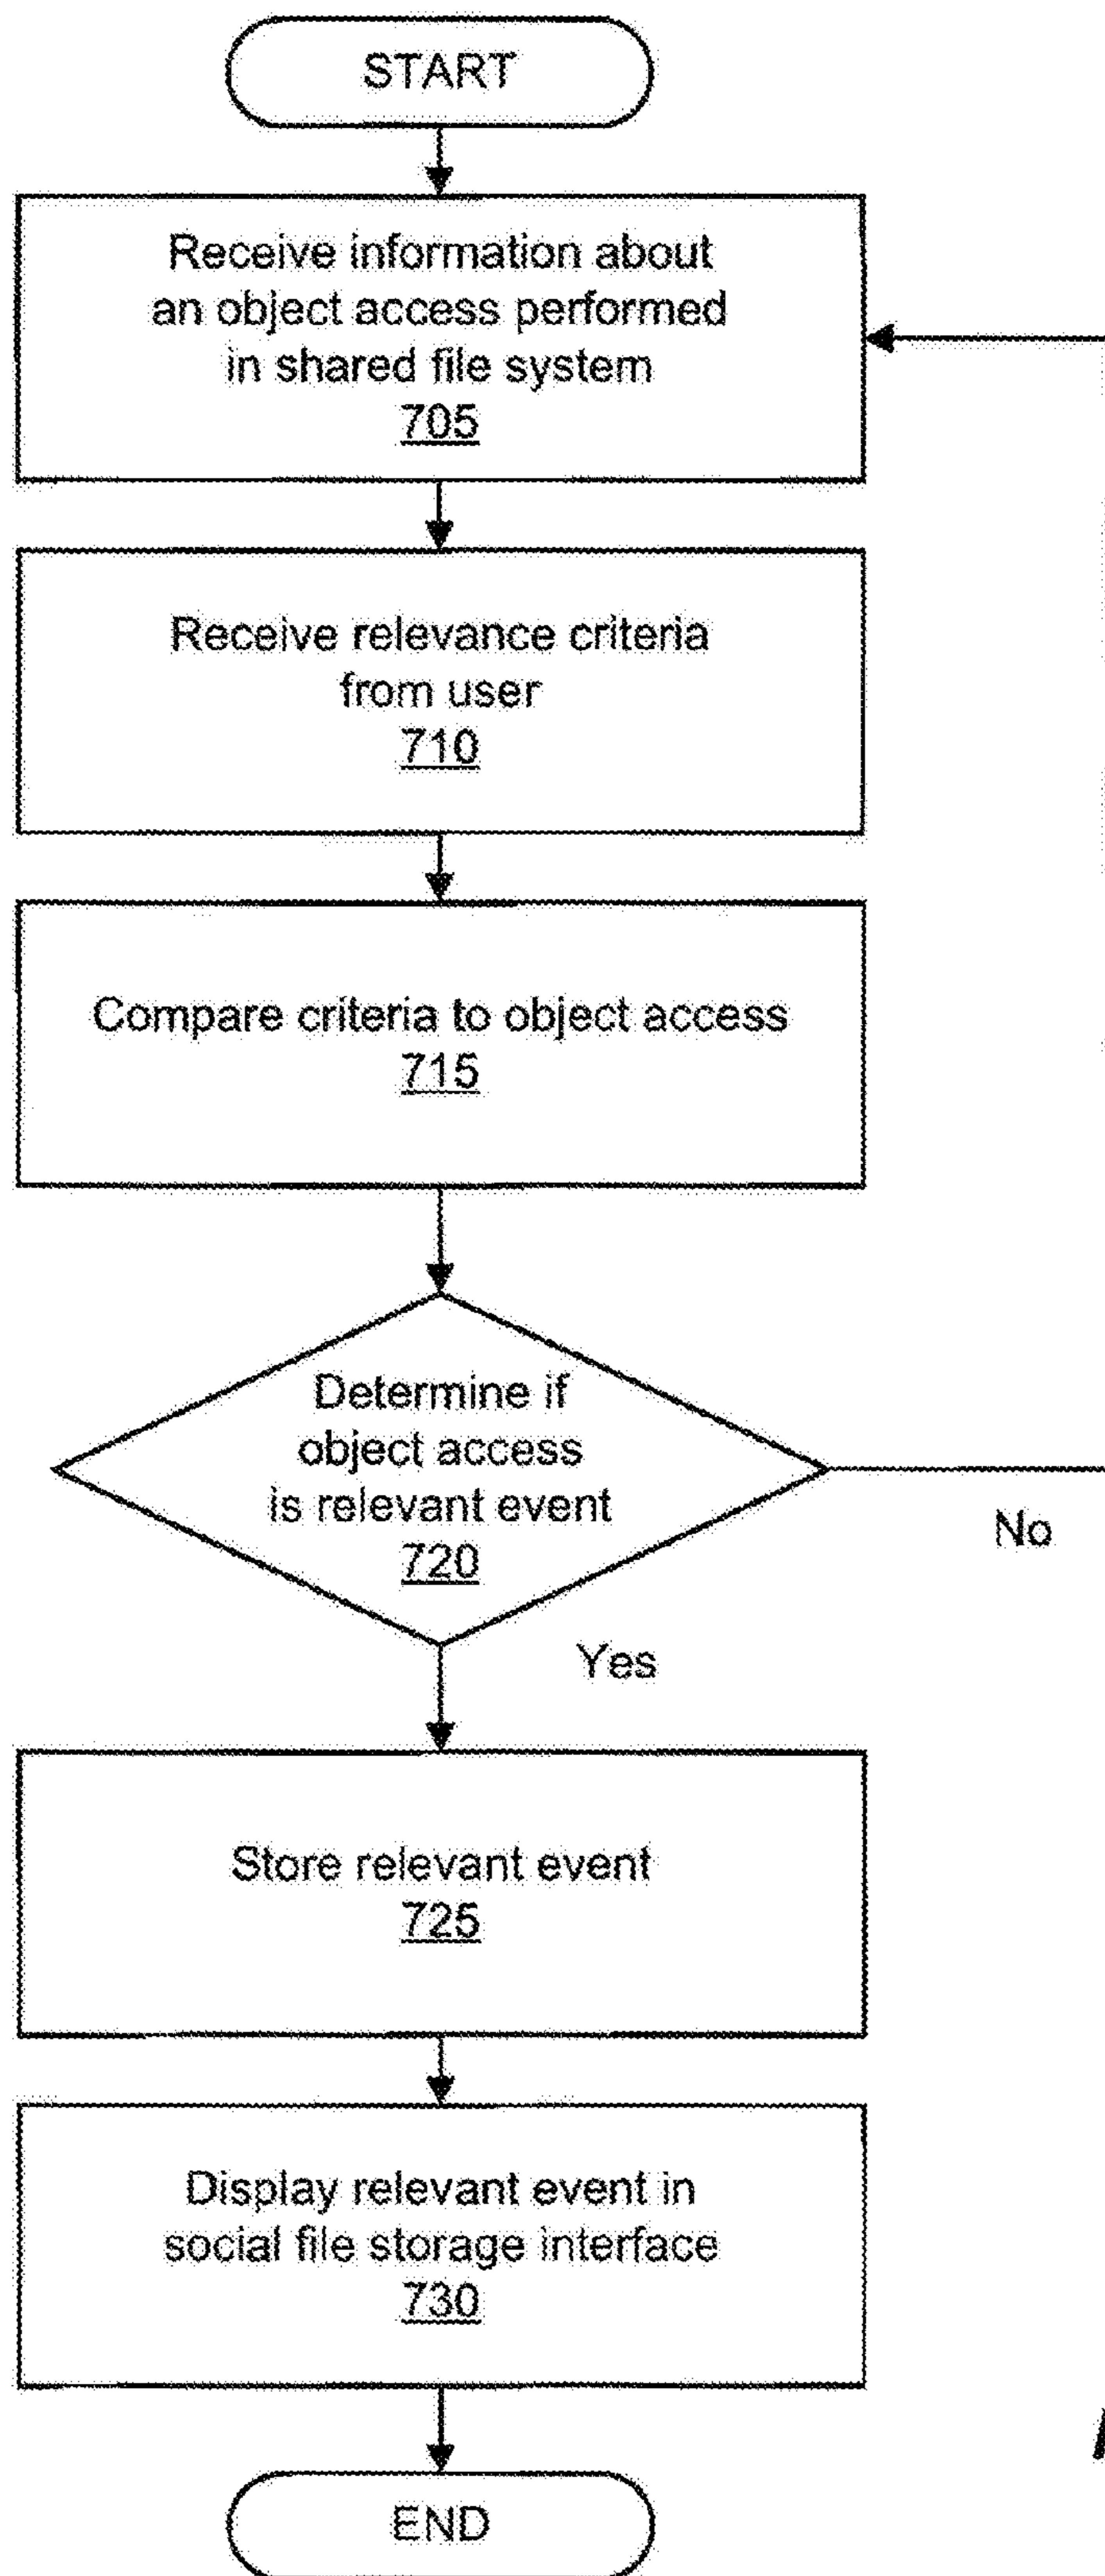 START
Receive information about
an object access performed
in shared file system
705
Receive relevance criteria
from user
710
Compare criteria to object access
715
Determine if
object access
is relevant event
720
No
Yes
Store relevant event
725
Display relevant event in
social file storage interface
730
END